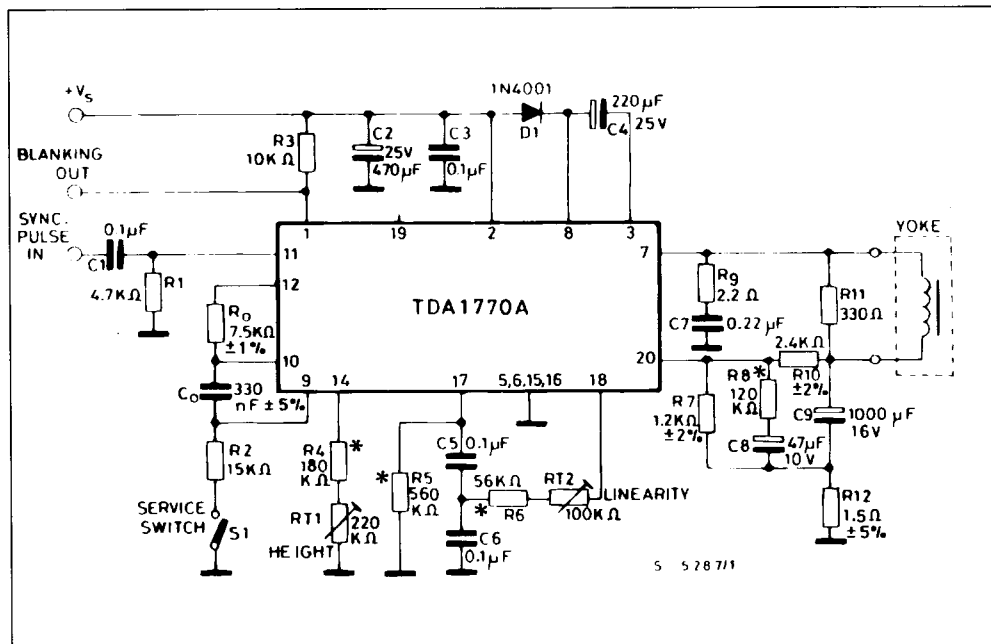 +Vs
1N4001
D1
220µF
C4 25V
R3
10KΩ
C2
25V
470µF
C3
0.1µF
BLANKING
OUT
SYNC.
PULSE
IN
0.1µF
C1
R1
4.7KΩ
1
19
2
8
3
11
12
10
9
14
17
5,6,15,16
18
7
20
TDA1770A
Ro
7.5KΩ
±1%
Co
330
nF ±5%
R2
15KΩ
SERVICE
SWITCH
S1
R4
*
180
KΩ
RT1
220
KΩ
HEIGHT
*
R5
560
KΩ
C5
0.1µF
56KΩ
*
R6
RT2
100KΩ
LINEARITY
C6
0.1µF
YOKE
R9
2.2 Ω
C7
0.22µF
R11
330Ω
2.4KΩ
R10
±2%
R8*
120
KΩ
R7
1.2KΩ
±2%
C8
47µF
10V
C9
1000 µF
16V
R12
1.5Ω
±5%
S 5287/1